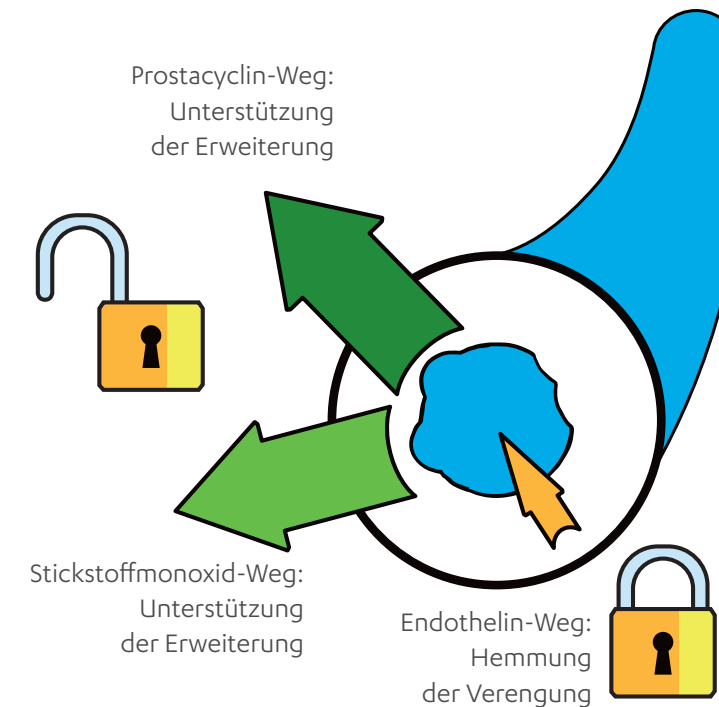 Prostacyclin-Weg:
Unterstützung
der Erweiterung
Stickstoffmonoxid-Weg:
Unterstützung
der Erweiterung
Endothelin-Weg:
Hemmung
der Verengung